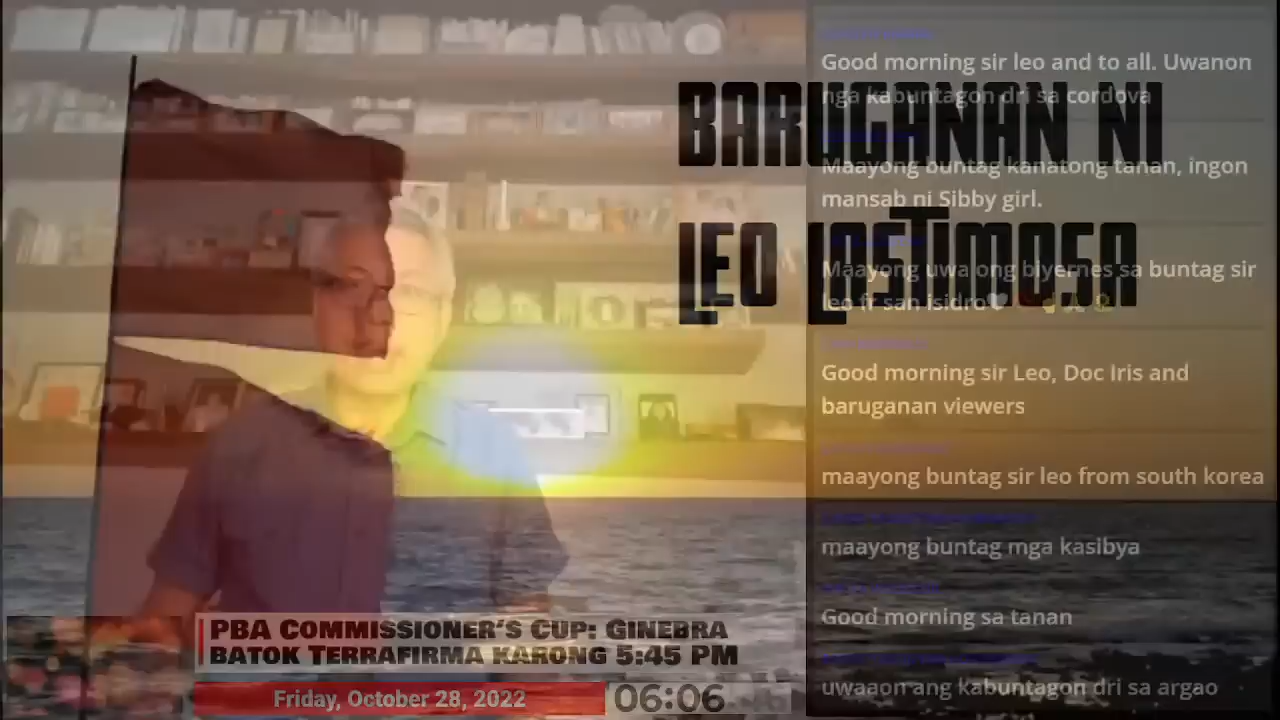 BARUGANAN NI
LEO LASTIMOSA
Good morning sir leo and to all. Uwanon
nga kabuntagon dri sa cordova
Maayong buntag kanatong tanan, ingon
mansab ni Sibby girl.
Maayong uwa ong biyernes sa buntag sir
leo fr san isidro
Good morning sir Leo, Doc Iris and
baruganan viewers
maayong buntag sir leo from south korea
maayong buntag mga kasibya
Good morning sa tanan
uwaaon ang kabuntagon dri sa argao
PBA COMMISSIONER'S CUP: GINEBRA
BATOK TERRAFIRMA KARONG 5:45 PM
Friday, October 28, 2022
06:06